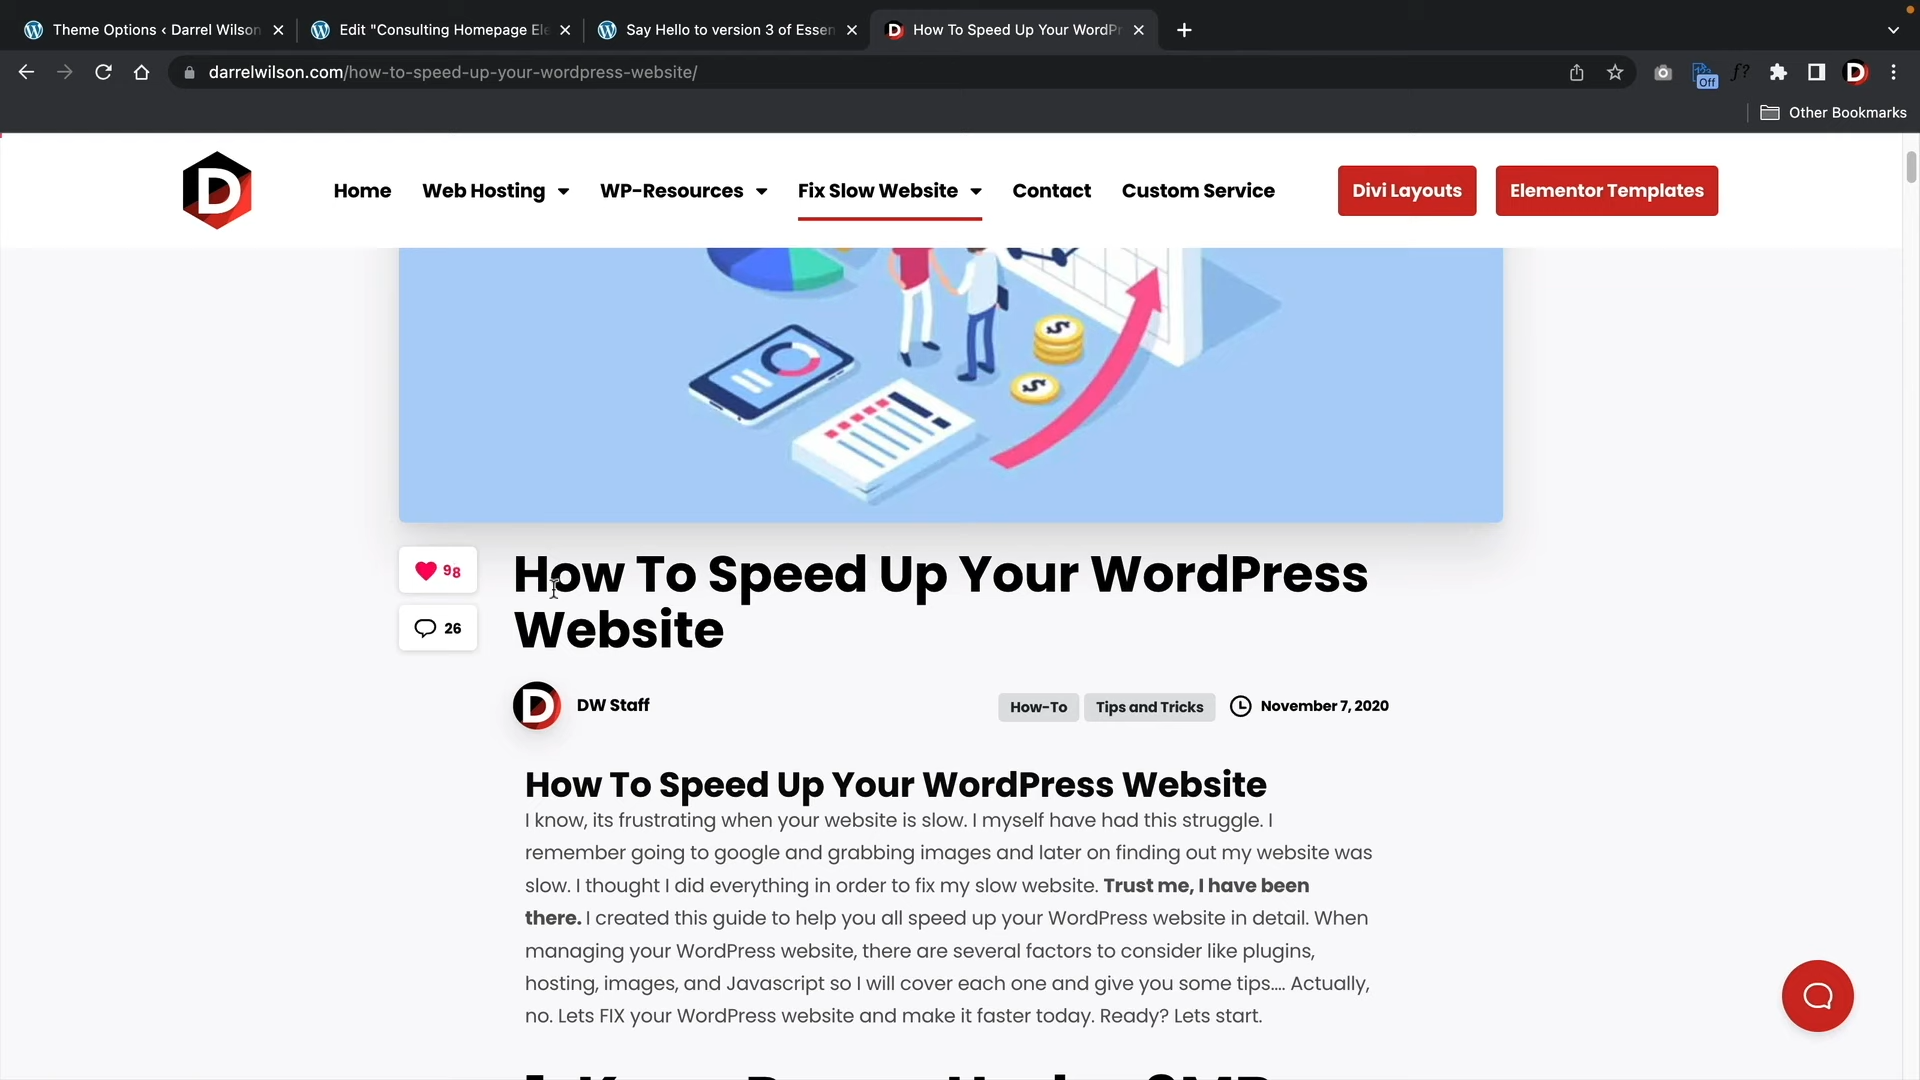 Theme Options ‹ Darrel Wilson
Edit "Consulting Homepage Ele
Say Hello to version 3 of Essen
How To Speed Up Your WordPr
darrelwilson.com/how-to-speed-up-your-wordpress-website/
Off
f?
D
Other Bookmarks
D
Home
Web Hosting
WP-Resources
Fix Slow Website
Contact
Custom Service
Divi Layouts
Elementor Templates
$
$
98
How To Speed Up Your WordPress
26
Website
D
DW Staff
How-To
Tips and Tricks
November 7, 2020
How To Speed Up Your WordPress Website
I know, its frustrating when your website is slow. I myself have had this struggle. I
remember going to google and grabbing images and later on finding out my website was
slow. I thought I did everything in order to fix my slow website. Trust me, I have been
there. I created this guide to help you all speed up your WordPress website in detail. When
managing your WordPress website, there are several factors to consider like plugins,
hosting, images, and Javascript so I will cover each one and give you some tips.... Actually,
no. Lets FIX your WordPress website and make it faster today. Ready? Lets start.